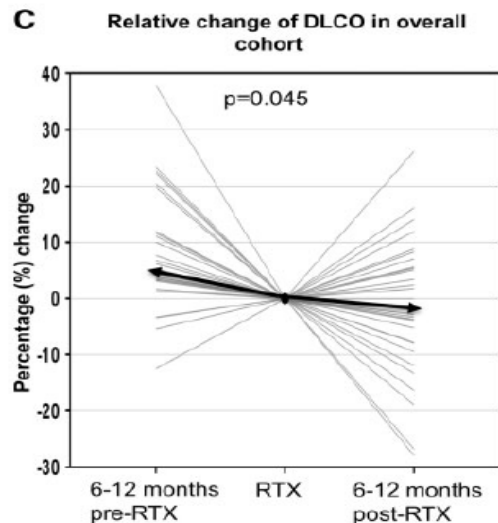 C
Relative change of DLCO in overall
cohort
p=0.045
Percentage (%) change
40
30
20
10
0
-10
-20
-30
6-12 months
pre-RTX
RTX
6-12 months
post-RTX